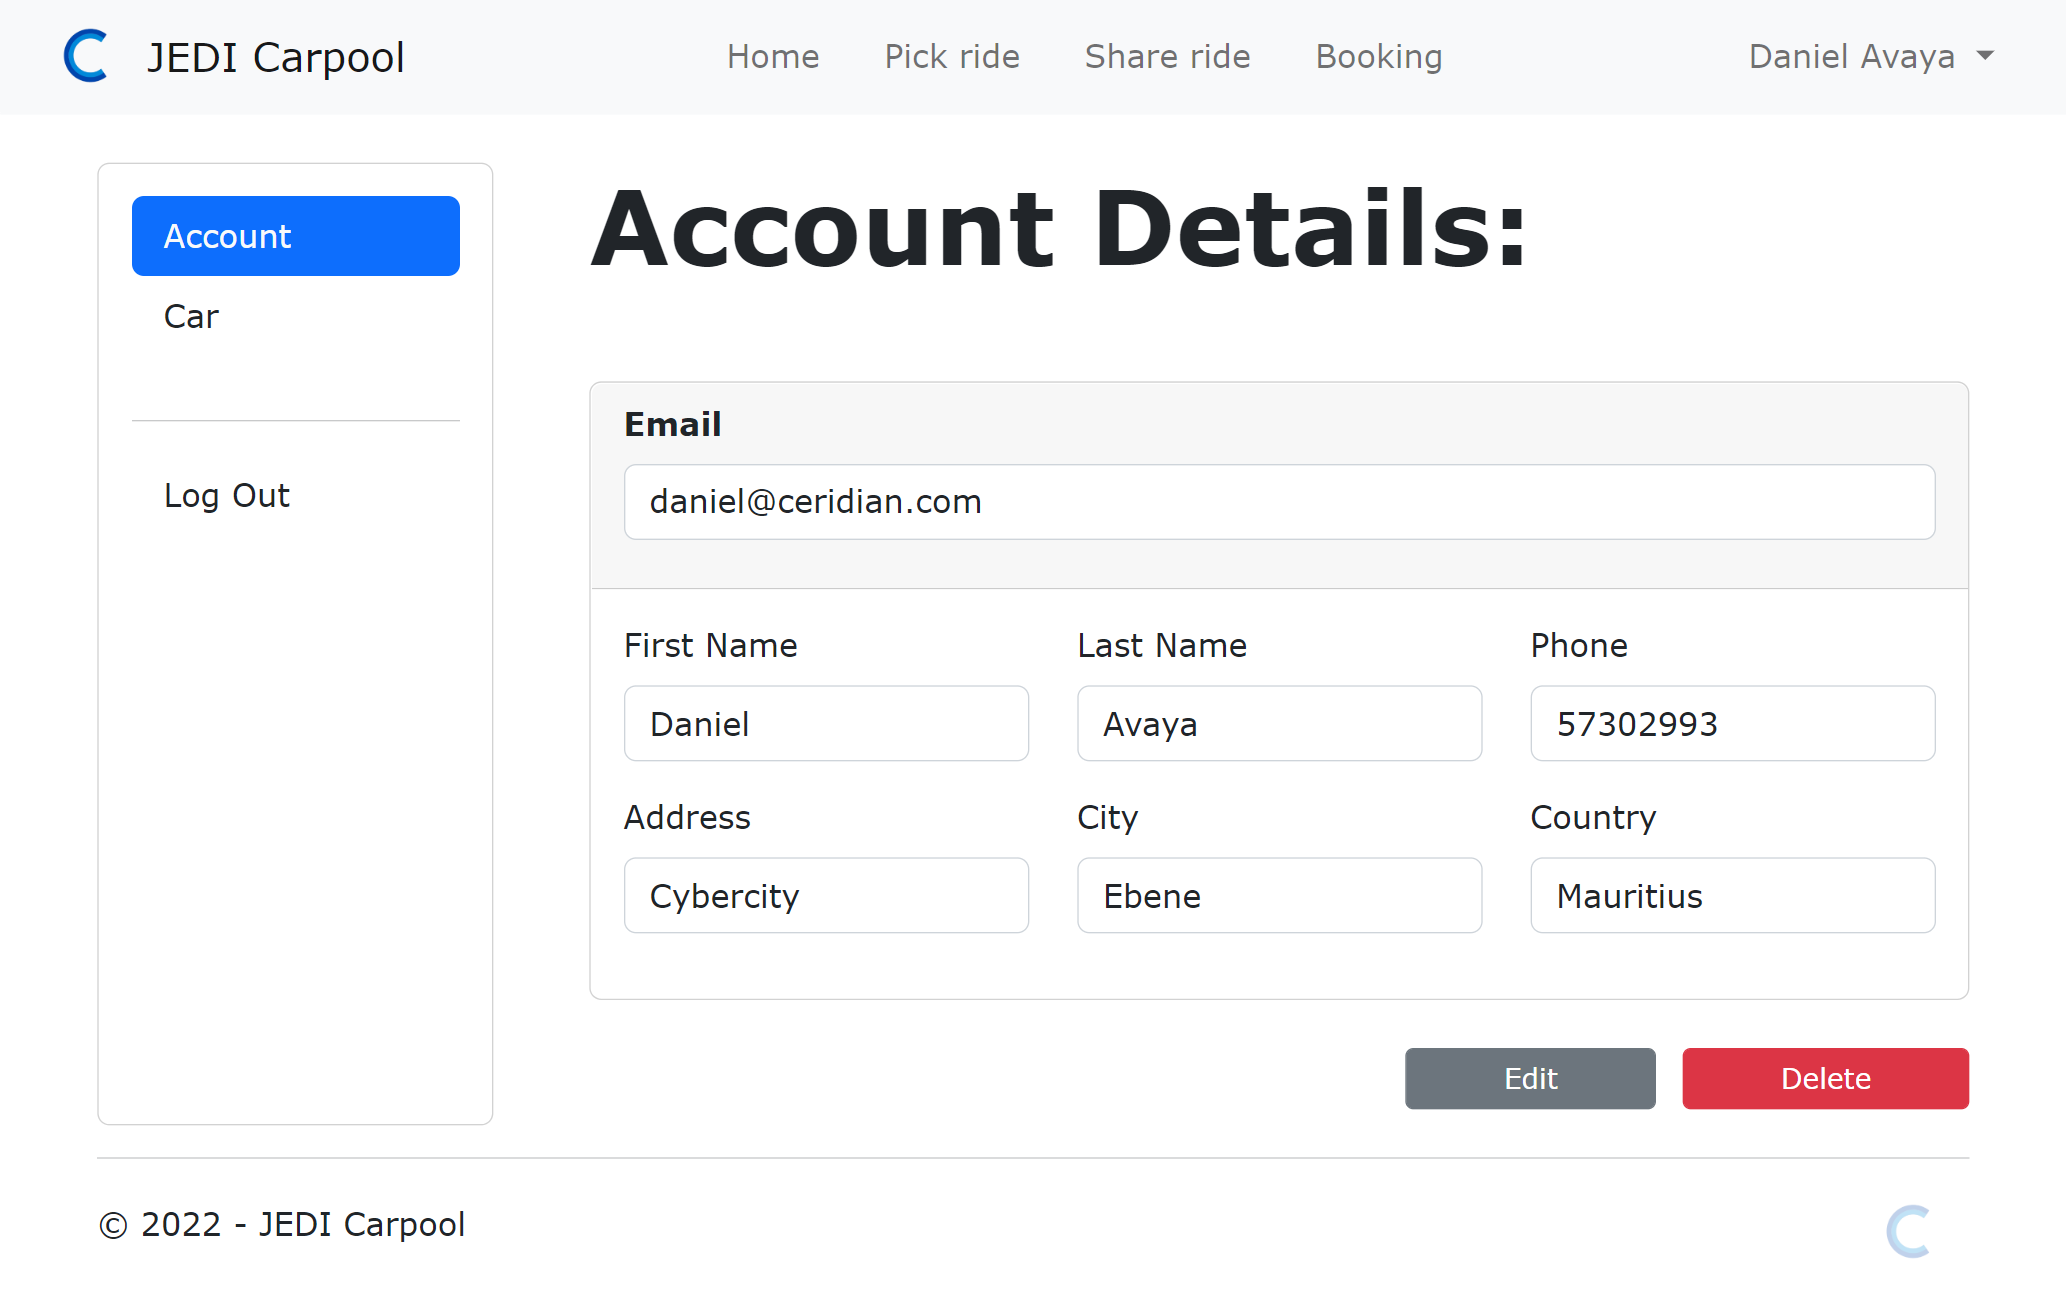 JEDI Carpool
Home Pick ride Share ride Booking
Daniel Avaya
Account
Car
Log Out
Account Details:
Email
daniel@ceridian.com
First Name Last Name Phone
Daniel Avaya 57302993
Address City Country
Cybercity Ebene Mauritius
Edit Delete
© 2022 - JEDI Carpool